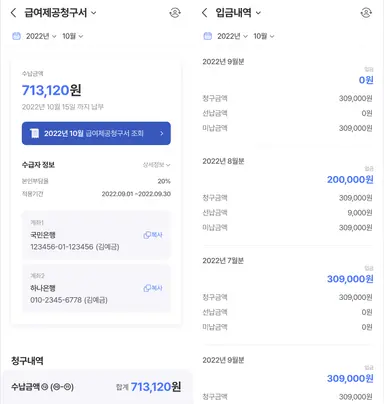 급여제공청구서
2022년 10월
수납금액
713,120원
2022년 10월 15일 까지 납부
2022년 10월 급여제공청구서 조회
수급자 정보
상세정보
본인부담율
20%
적용기간
2022.09.01 ~2022.09.30
계좌1
국민은행
복사
123456-01-123456 (김예금)
계좌2
하나은행
복사
010-2345-6778 (김예금)
청구내역
수납금액
합계 713,120원
입금내역
2022년 10월
2022년 9월분
입금
0원
청구금액 309,000원
선납금액 0원
미납금액 309,000원
2022년 8월분
입금
200,000원
청구금액 309,000원
선납금액 9,000원
미납금액 309,000원
2022년 7월분
입금
309,000원
청구금액 309,000원
선납금액 0원
미납금액 0원
2022년 9월분
입금
309,000원
청구금액 309,000원